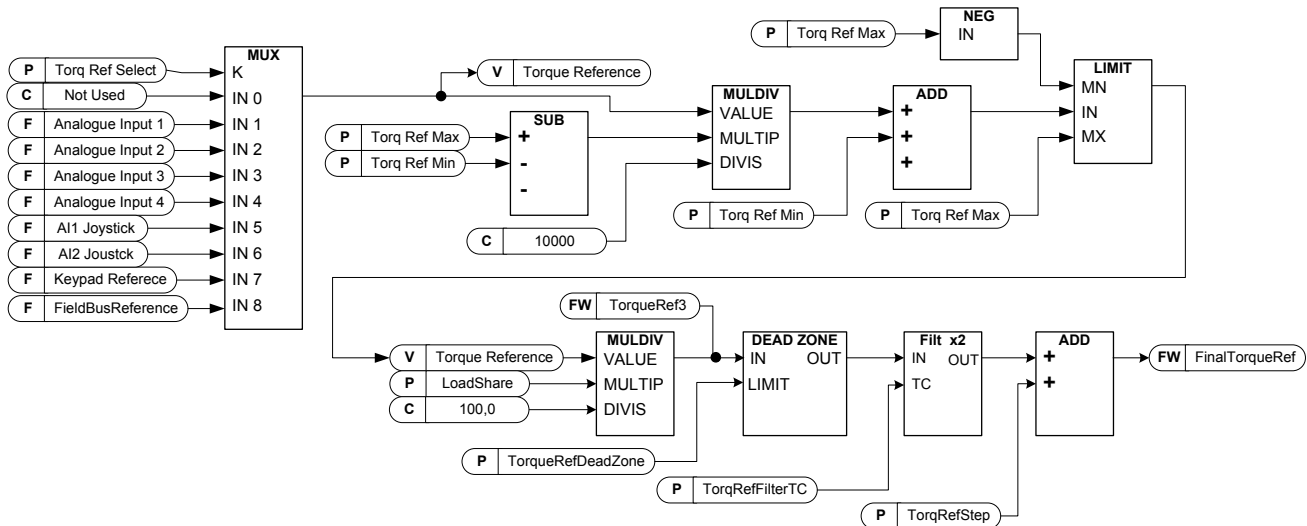 NEG
P Torq Ref Max
IN
MUX
P Torq Ref Select
K
V Torque Reference
LIMIT
C Not Used
IN 0
MN
MULDIV
ADD
F Analogue Input 1
IN 1
SUB
VALUE
+
IN
P Torq Ref Max
+
F Analogue Input 2
IN 2
MULTIP
+
MX
P Torq Ref Min
-
F Analogue Input 3
IN 3
DIVIS
+
-
F Analogue Input 4
IN 4
P Torq Ref Min
P Torq Ref Max
F AI1 Joystick
IN 5
C 10000
F AI2 Joustck
IN 6
F Keypad Referece
IN 7
F FieldBusReference
IN 8
FW TorqueRef3
MULDIV
DEAD ZONE
Filt x2
ADD
V Torque Reference
VALUE
IN OUT
IN OUT
+
FW FinalTorqueRef
P LoadShare
MULTIP
LIMIT
TC
+
C 100,0
DIVIS
P TorqueRefDeadZone
P TorqRefFilterTC
P TorqRefStep